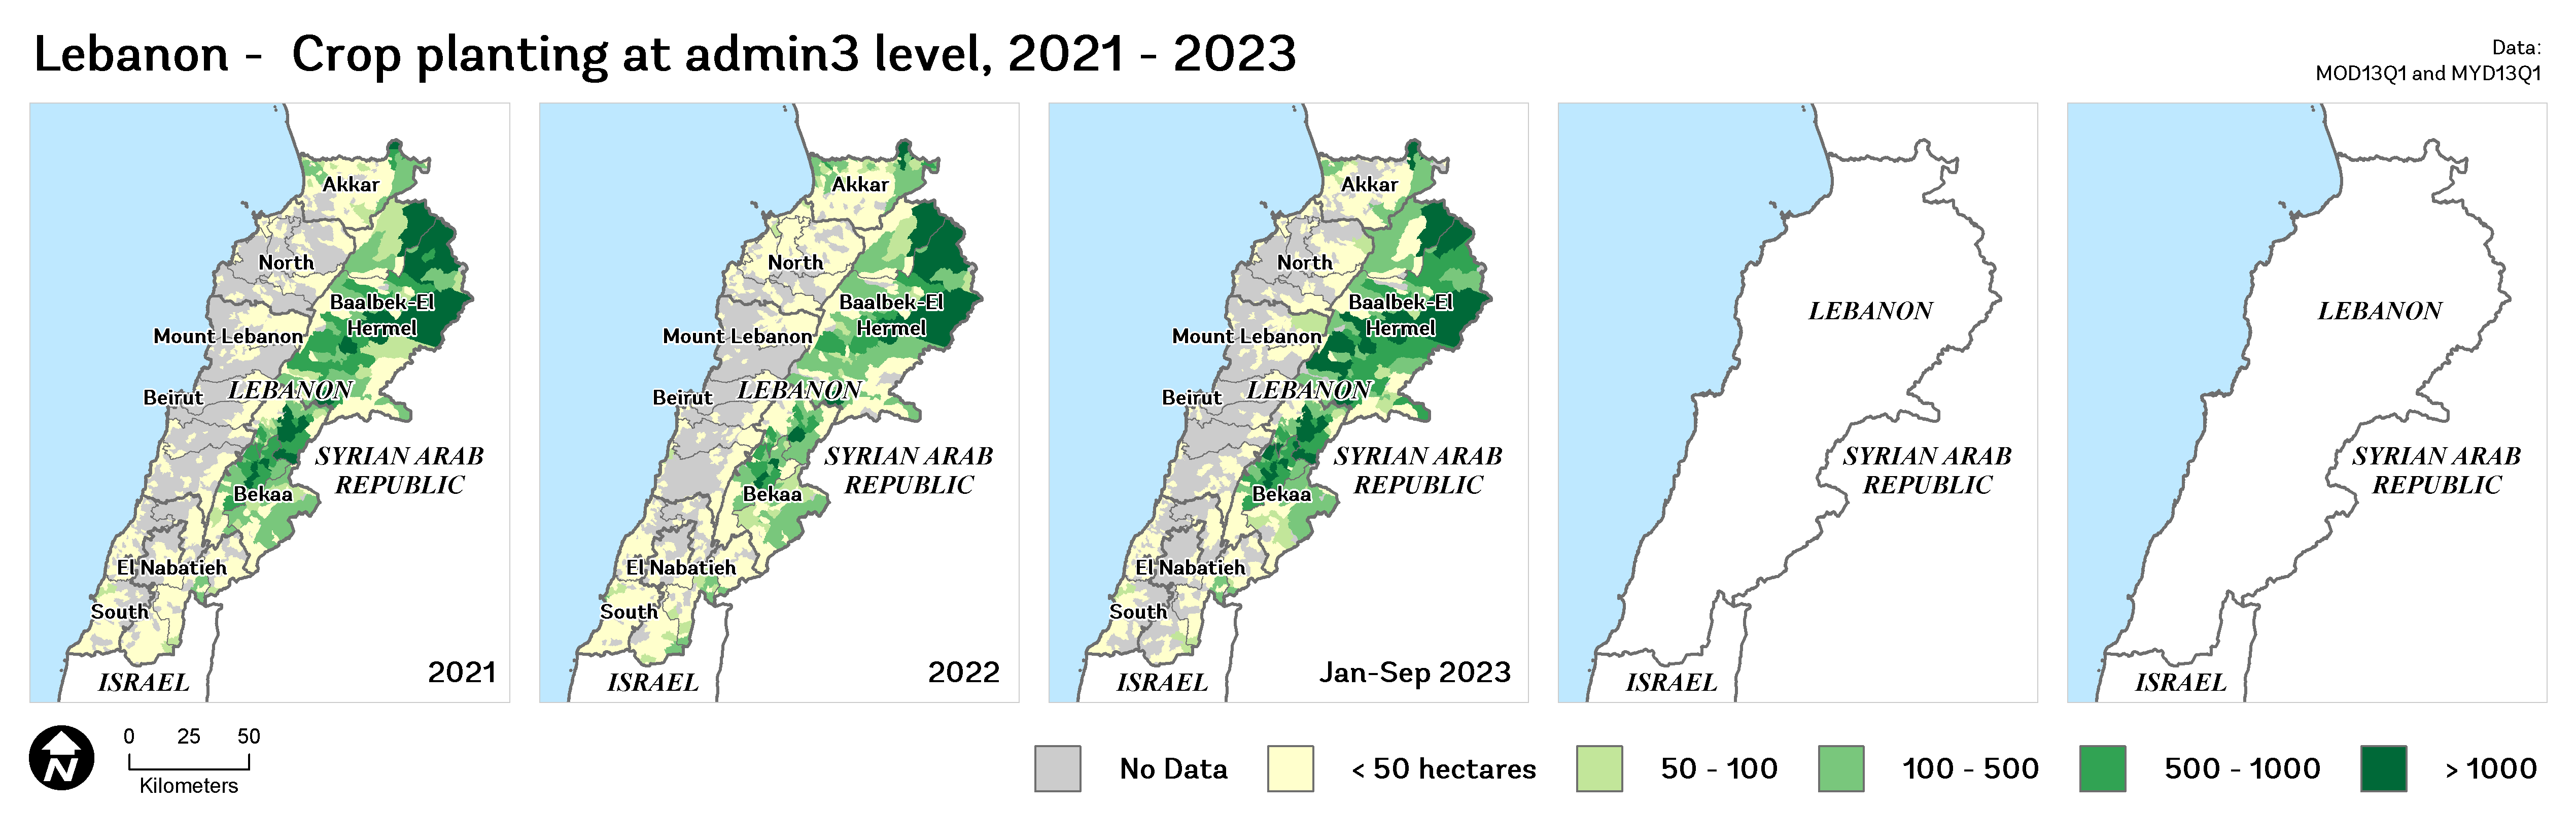 Lebanon -  Crop planting at admin3 level, 2021 - 2023
Data:
MOD13Q1 and MYD13Q1
Akkar
North
Baalbek-El
Hermel
Mount Lebanon
LEBANON
Beirut
SYRIAN ARAB
REPUBLIC
Bekaa
El Nabatieh
South
2021
ISRAEL
Akkar
North
Baalbek-El
Hermel
Mount Lebanon
LEBANON
Beirut
SYRIAN ARAB
REPUBLIC
Bekaa
El Nabatieh
South
2022
ISRAEL
Akkar
North
Baalbek-El
Hermel
Mount Lebanon
LEBANON
Beirut
SYRIAN ARAB
REPUBLIC
Bekaa
El Nabatieh
South
Jan-Sep 2023
ISRAEL
LEBANON
SYRIAN ARAB
REPUBLIC
ISRAEL
LEBANON
SYRIAN ARAB
REPUBLIC
ISRAEL
N
0 25 50
Kilometers
No Data
< 50 hectares
50 - 100
100 - 500
500 - 1000
> 1000